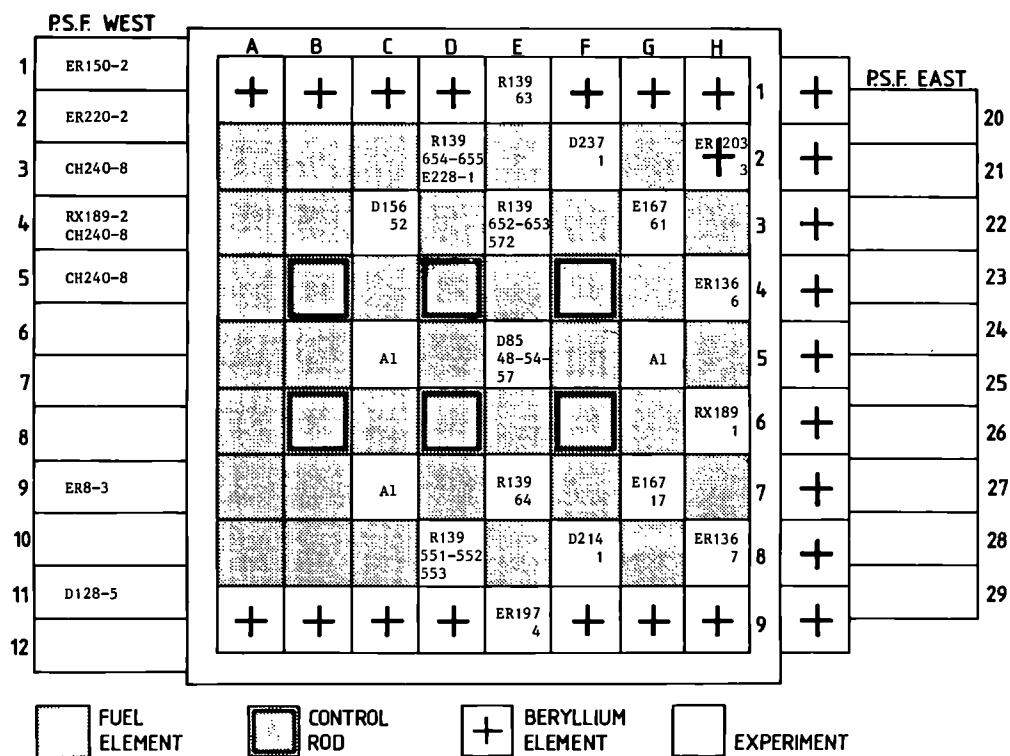 P.S.F. WEST
A B C D E F G H
P.S.F. EAST
1 ER150-2
R139
63
1
2 ER220-2
20
R139
654-655
E228-1
D237
1
ER 203
3
2
3 CH240-8
21
4 RX189-2
CH240-8
D156
52
R139
652-653
572
E167
61
3
22
5 CH240-8
ER136
6
4
23
6
24
Al
D85
48-54-
57
Al
5
7
25
8
RX189
1
6
26
9 ER8-3
Al
R139
64
E167
17
7
27
10
R139
551-552
553
D214
1
ER136
7
8
28
11 D128-5
29
ER197
4
9
12
FUEL
ELEMENT
CONTROL
ROD
BERYLLIUM
ELEMENT
EXPERIMENT